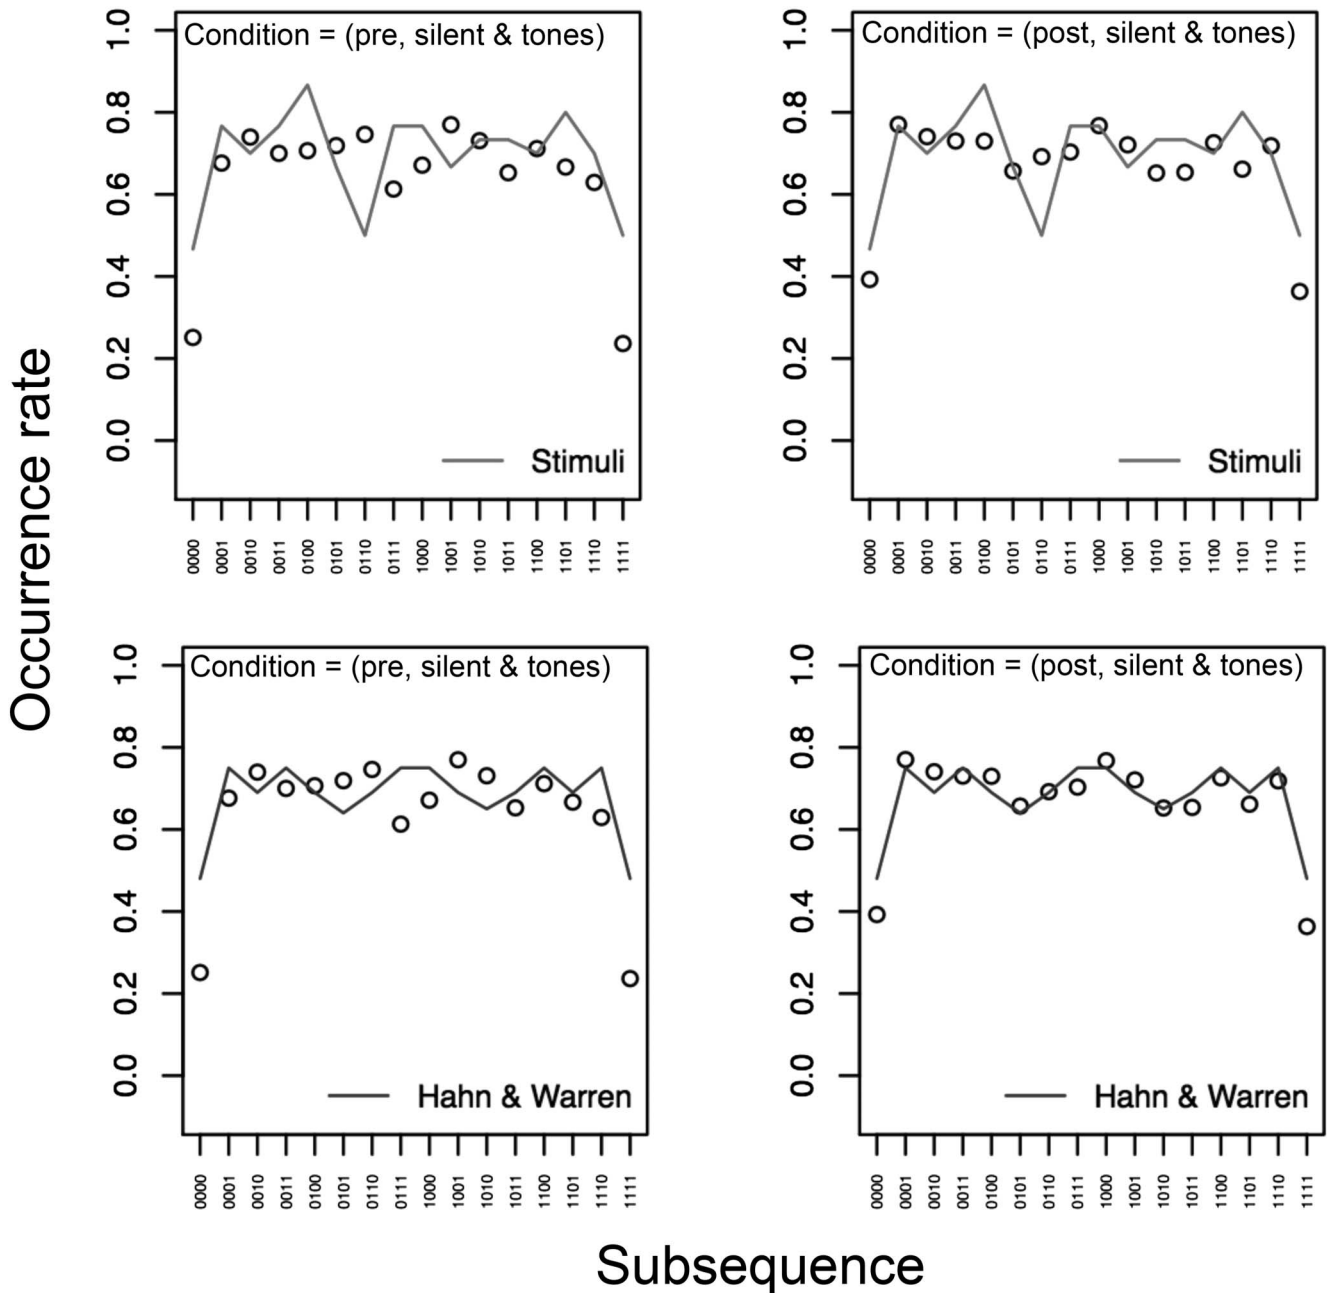 Occurrence rate
Condition = (pre, silent & tones)
1.0
0.8
0.6
0.4
0.2
0.0
Stimuli
0000 0001 0010 0011 0100 0101 0110 0111 1000 1001 1010 1011 1100 1101 1110 1111
Condition = (post, silent & tones)
1.0
0.8
0.6
0.4
0.2
0.0
Stimuli
0000 0001 0010 0011 0100 0101 0110 0111 1000 1001 1010 1011 1100 1101 1110 1111
Condition = (pre, silent & tones)
1.0
0.8
0.6
0.4
0.2
0.0
Hahn & Warren
0000 0001 0010 0011 0100 0101 0110 0111 1000 1001 1010 1011 1100 1101 1110 1111
Condition = (post, silent & tones)
1.0
0.8
0.6
0.4
0.2
0.0
Hahn & Warren
0000 0001 0010 0011 0100 0101 0110 0111 1000 1001 1010 1011 1100 1101 1110 1111
Subsequence